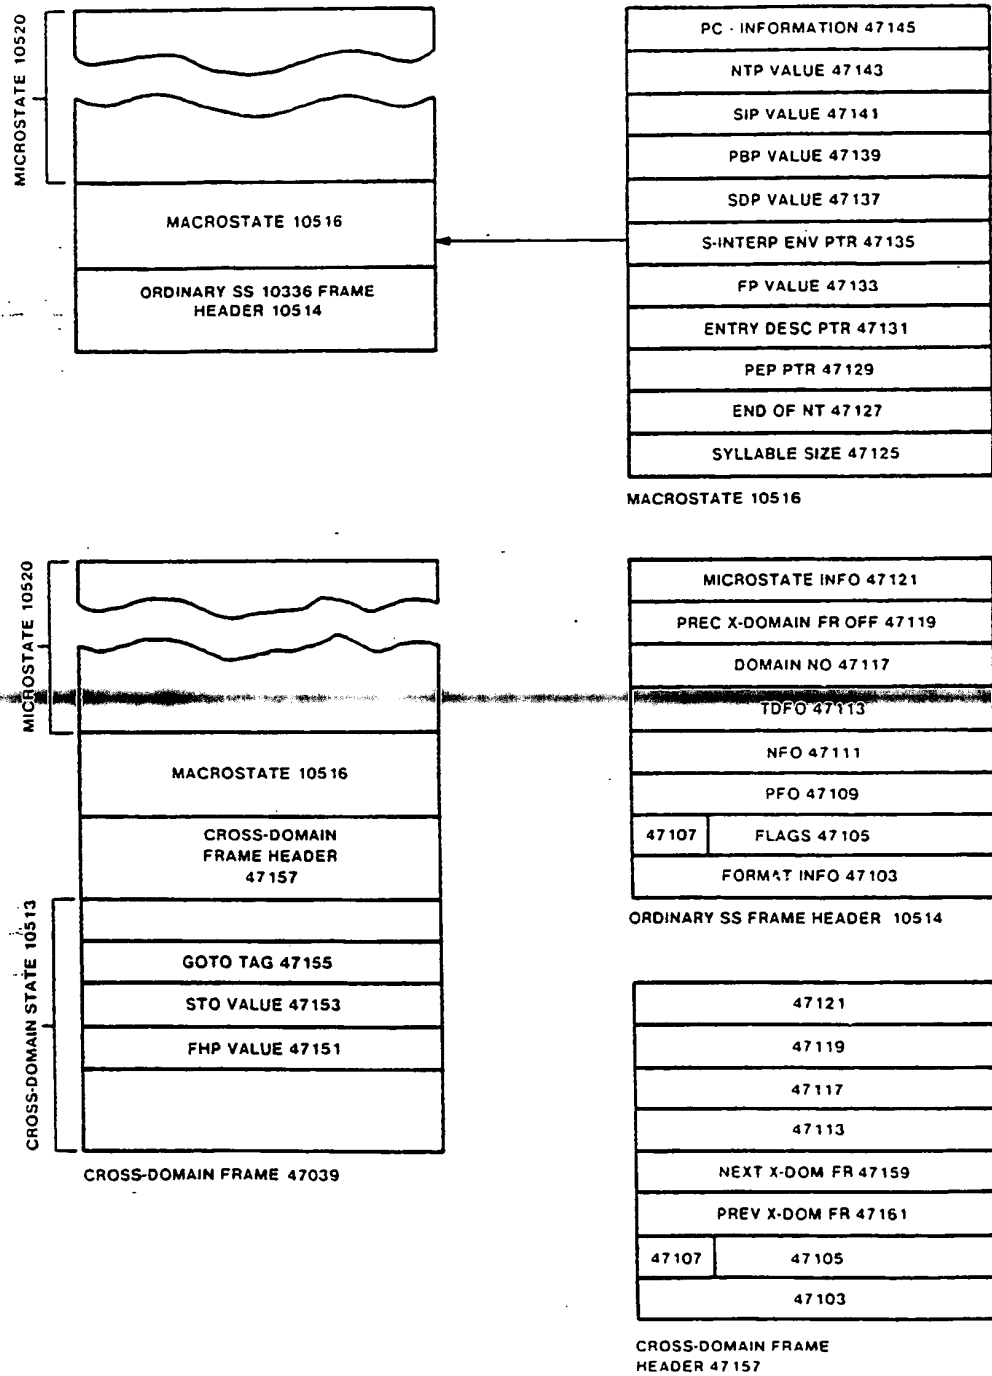 MICROSTATE 10520
MACROSTATE 10516
ORDINARY SS 10336 FRAME
HEADER 10514
PC - INFORMATION 47145
NTP VALUE 47143
SIP VALUE 47141
PBP VALUE 47139
SDP VALUE 47137
S-INTERP ENV PTR 47135
FP VALUE 47133
ENTRY DESC PTR 47131
PEP PTR 47129
END OF NT 47127
SYLLABLE SIZE 47125
MACROSTATE 10516
MICROSTATE 10520
MACROSTATE 10516
CROSS-DOMAIN
FRAME HEADER
47157
CROSS-DOMAIN STATE 10513
GOTO TAG 47155
STO VALUE 47153
FHP VALUE 47151
CROSS-DOMAIN FRAME 47039
MICROSTATE INFO 47121
PREC X-DOMAIN FR OFF 47119
DOMAIN NO 47117
TDFO 47113
NFO 47111
PFO 47109
47107 FLAGS 47105
FORMAT INFO 47103
ORDINARY SS FRAME HEADER 10514
47121
47119
47117
47113
NEXT X-DOM FR 47159
PREV X-DOM FR 47161
47107 47105
47103
CROSS-DOMAIN FRAME
HEADER 47157